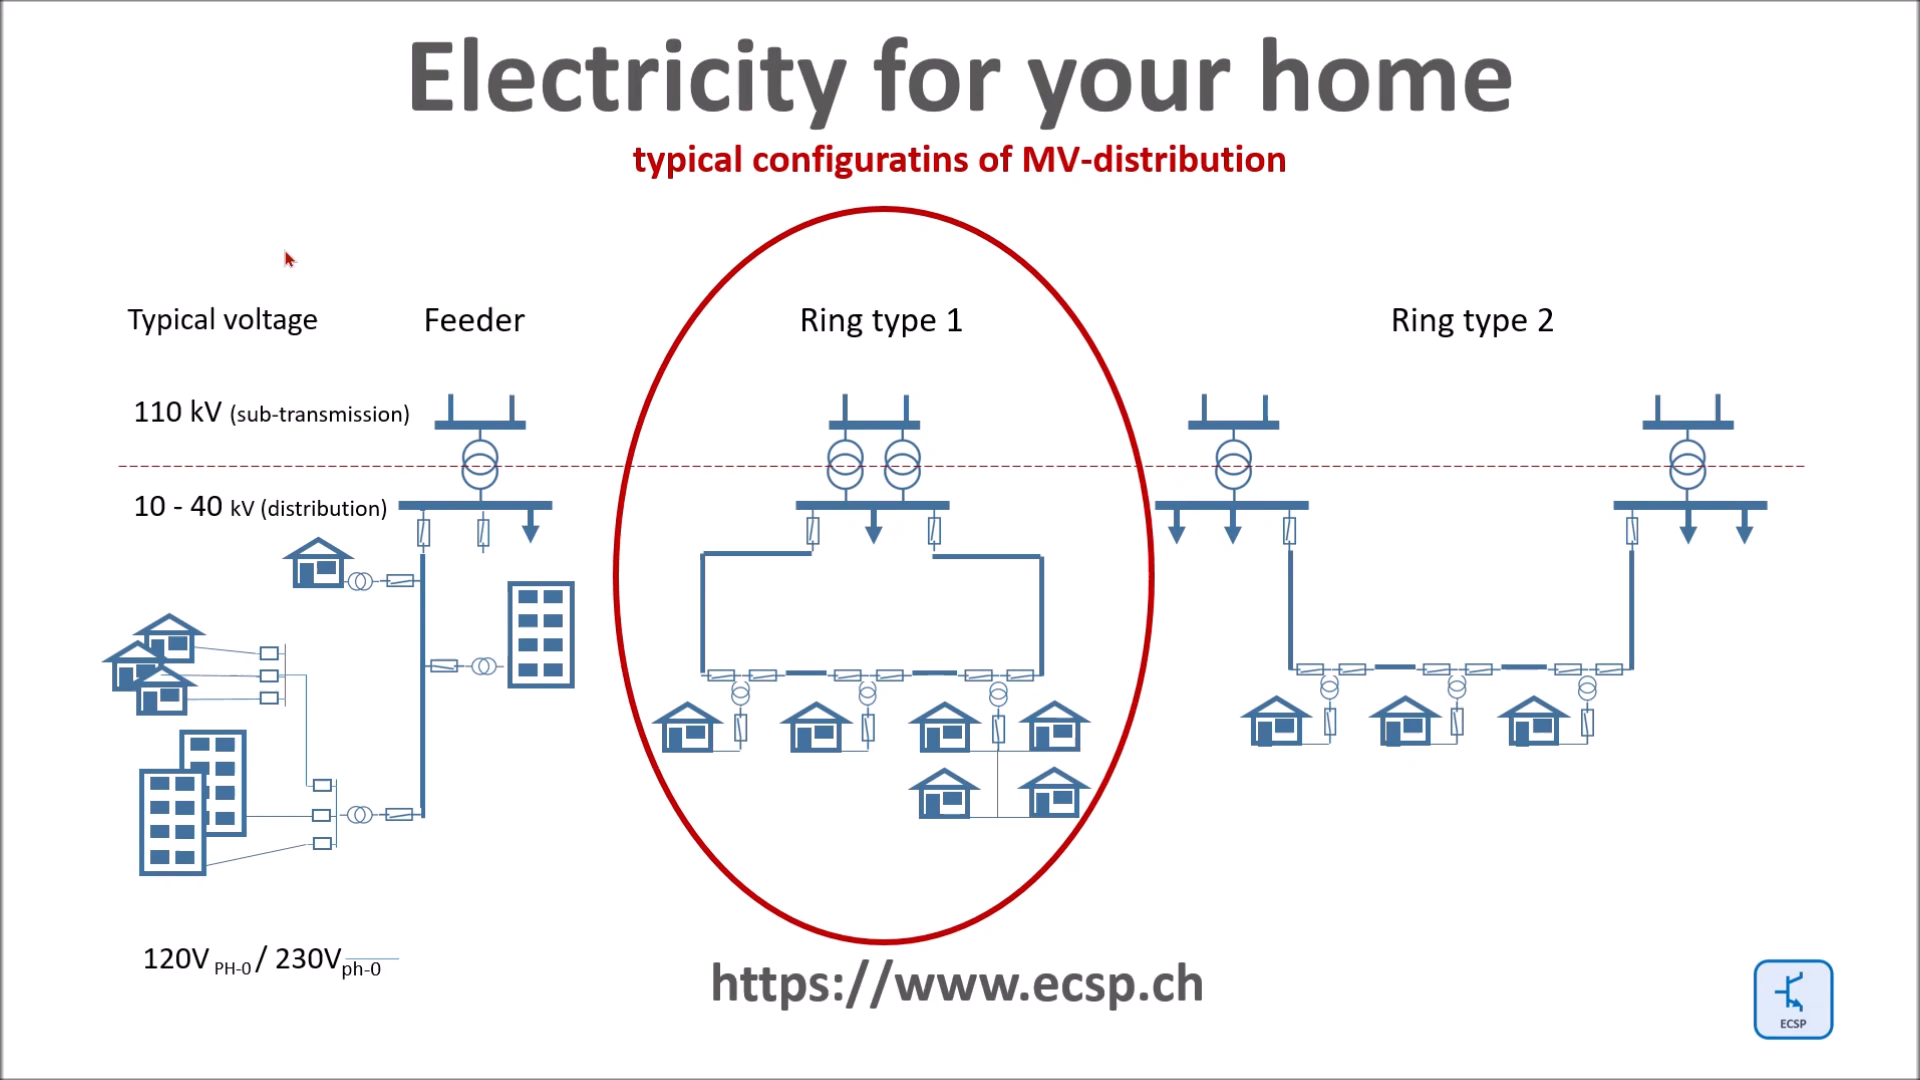 Electricity for your home
typical configuratins of MV-distribution
Typical voltage
Feeder
Ring type 1
Ring type 2
110 kV (sub-transmission)
10 - 40 kV (distribution)
120V PH-0 / 230V ph-0
https://www.ecsp.ch
ECSP